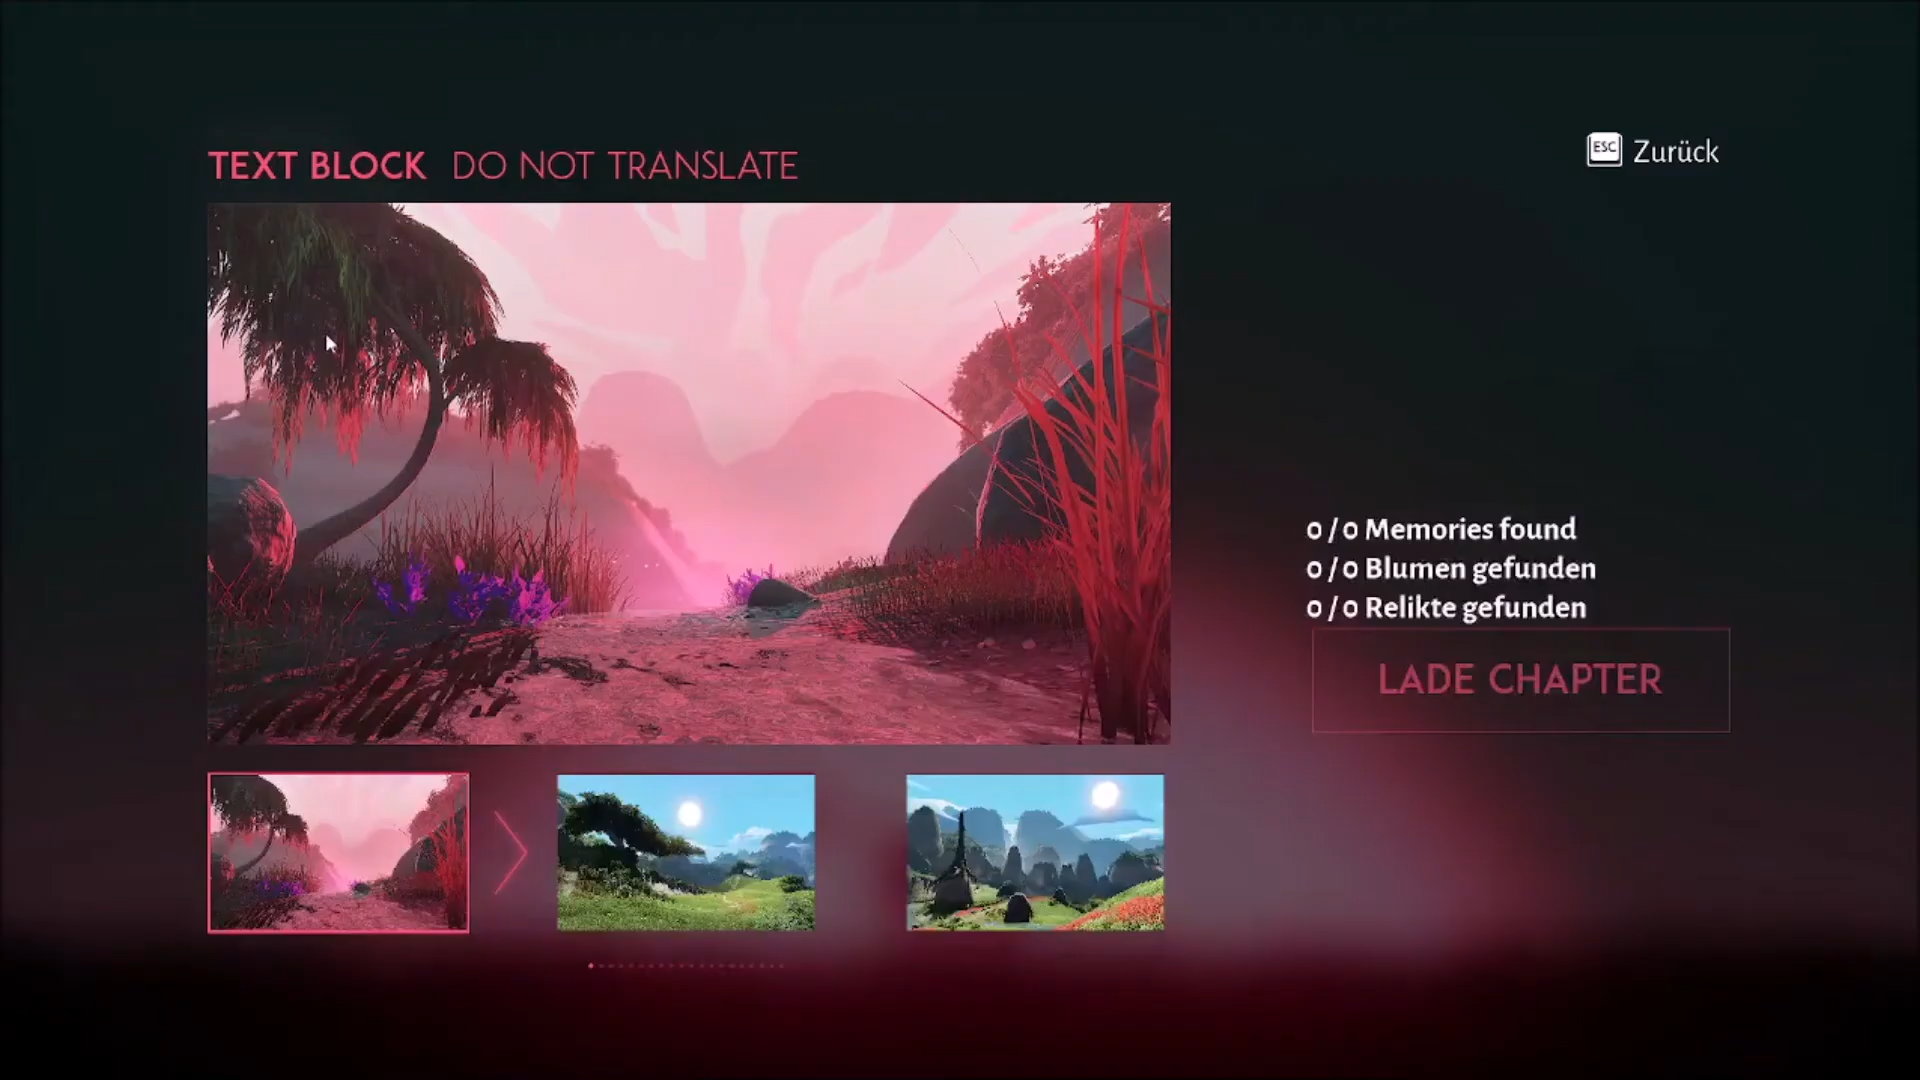 TEXT BLOCK DO NOT TRANSLATE
ESC Zurück
0/0 Memories found
0/0 Blumen gefunden
0/0 Relikte gefunden
LADE CHAPTER